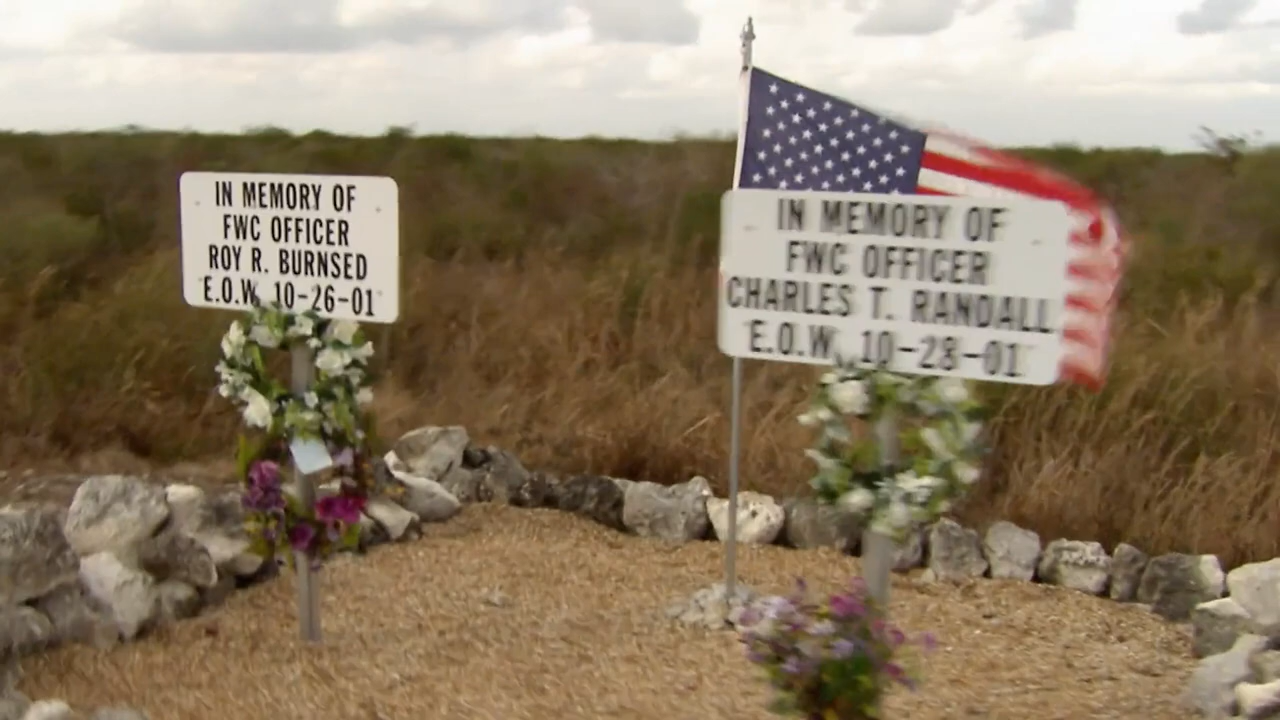 IN MEMORY OF
FWC OFFICER
ROY R. BURNSED
E.O.W. 10-26-01
IN MEMORY OF
FWC OFFICER
CHARLES T. RANDALL
E.O.W. 10-28-01